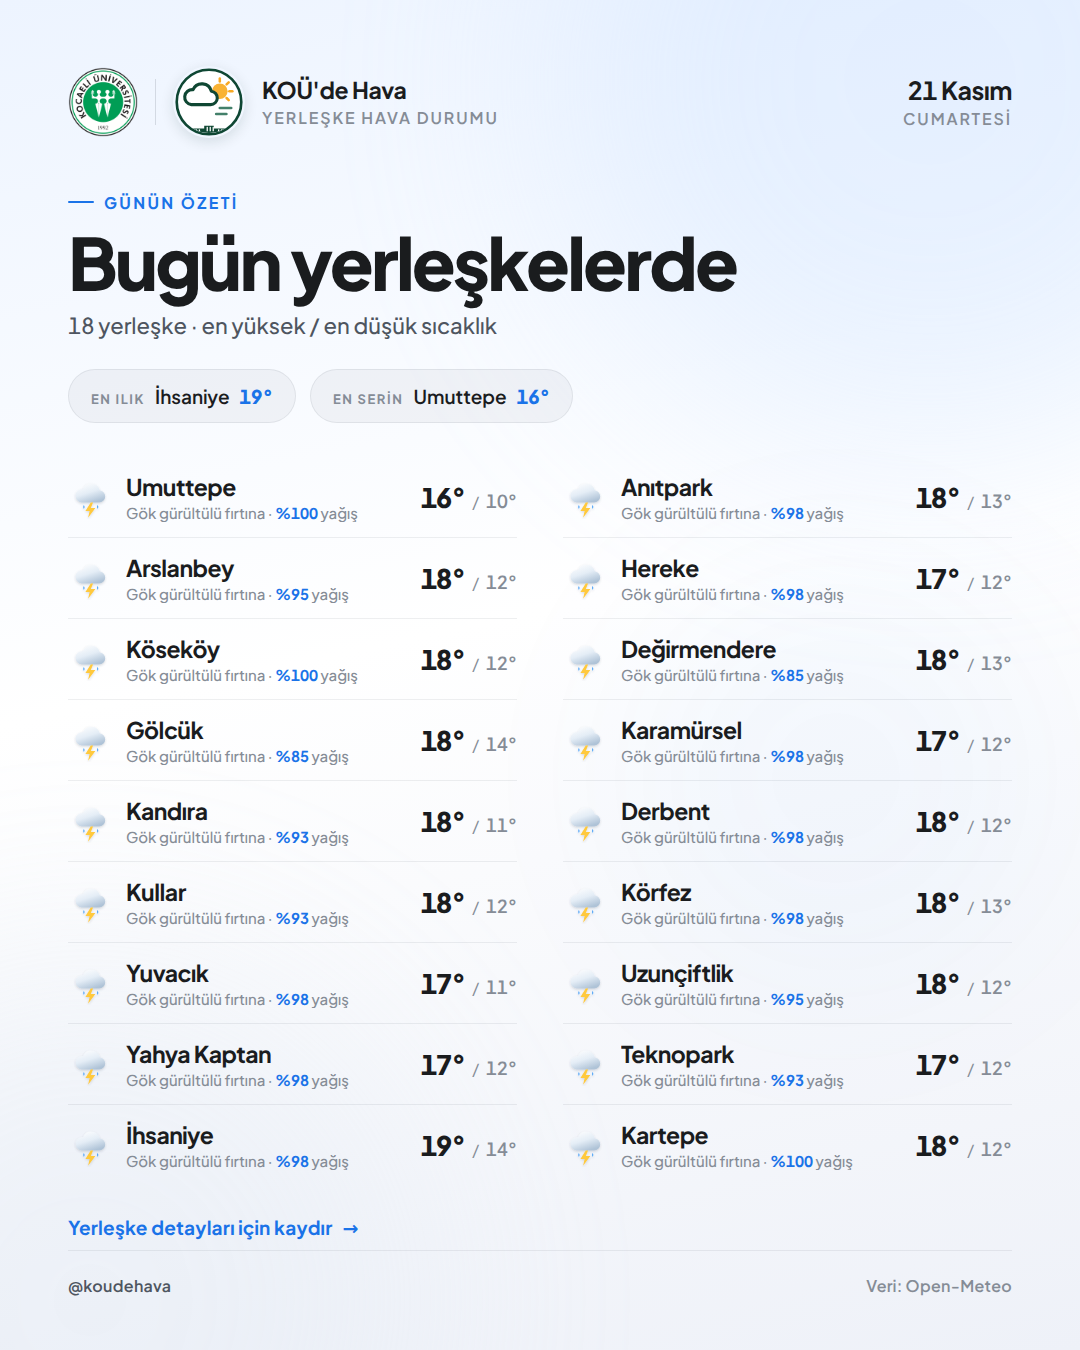 KOCAELİ ÜNİVERSİTESİ
1992
KOÜ'de Hava
YERLEŞKE HAVA DURUMU
21 Kasım
CUMARTESİ
GÜNÜN ÖZETİ
Bugün yerleşkelerde
18 yerleşke · en yüksek / en düşük sıcaklık
EN ILIK İhsaniye 19°
EN SERİN Umuttepe 16°
Umuttepe
Gök gürültülü fırtına · %100 yağış
16° / 10°
Anıtpark
Gök gürültülü fırtına · %98 yağış
18° / 13°
Arslanbey
Gök gürültülü fırtına · %95 yağış
18° / 12°
Hereke
Gök gürültülü fırtına · %98 yağış
17° / 12°
Köseköy
Gök gürültülü fırtına · %100 yağış
18° / 12°
Değirmendere
Gök gürültülü fırtına · %85 yağış
18° / 13°
Gölcük
Gök gürültülü fırtına · %85 yağış
18° / 14°
Karamürsel
Gök gürültülü fırtına · %98 yağış
17° / 12°
Kandıra
Gök gürültülü fırtına · %93 yağış
18° / 11°
Derbent
Gök gürültülü fırtına · %98 yağış
18° / 12°
Kullar
Gök gürültülü fırtına · %93 yağış
18° / 12°
Körfez
Gök gürültülü fırtına · %98 yağış
18° / 13°
Yuvacık
Gök gürültülü fırtına · %98 yağış
17° / 11°
Uzunçiftlik
Gök gürültülü fırtına · %95 yağış
18° / 12°
Yahya Kaptan
Gök gürültülü fırtına · %98 yağış
17° / 12°
Teknopark
Gök gürültülü fırtına · %93 yağış
17° / 12°
İhsaniye
Gök gürültülü fırtına · %98 yağış
19° / 14°
Kartepe
Gök gürültülü fırtına · %100 yağış
18° / 12°
Yerleşke detayları için kaydır →
@koudehava
Veri: Open-Meteo